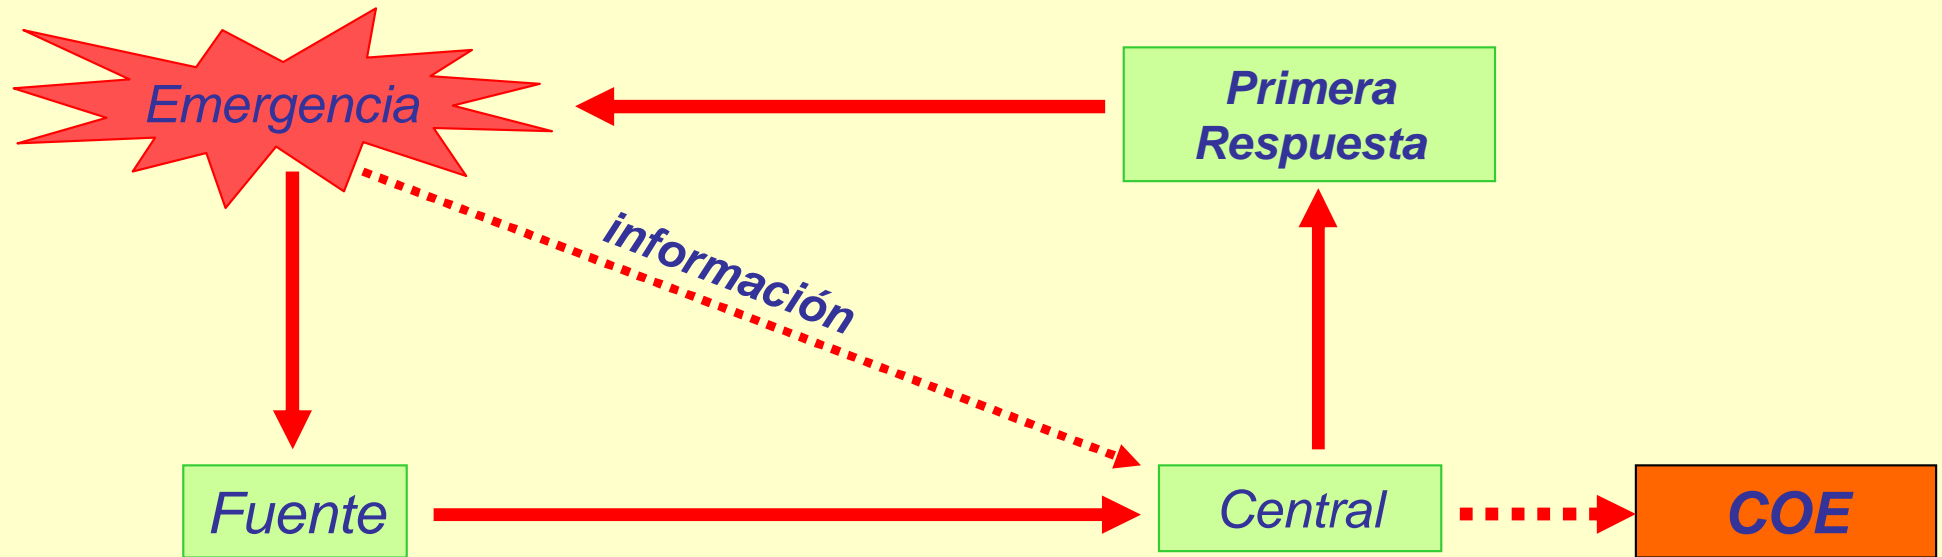 Emergencia
Primera
Respuesta
información
Fuente
Central
COE